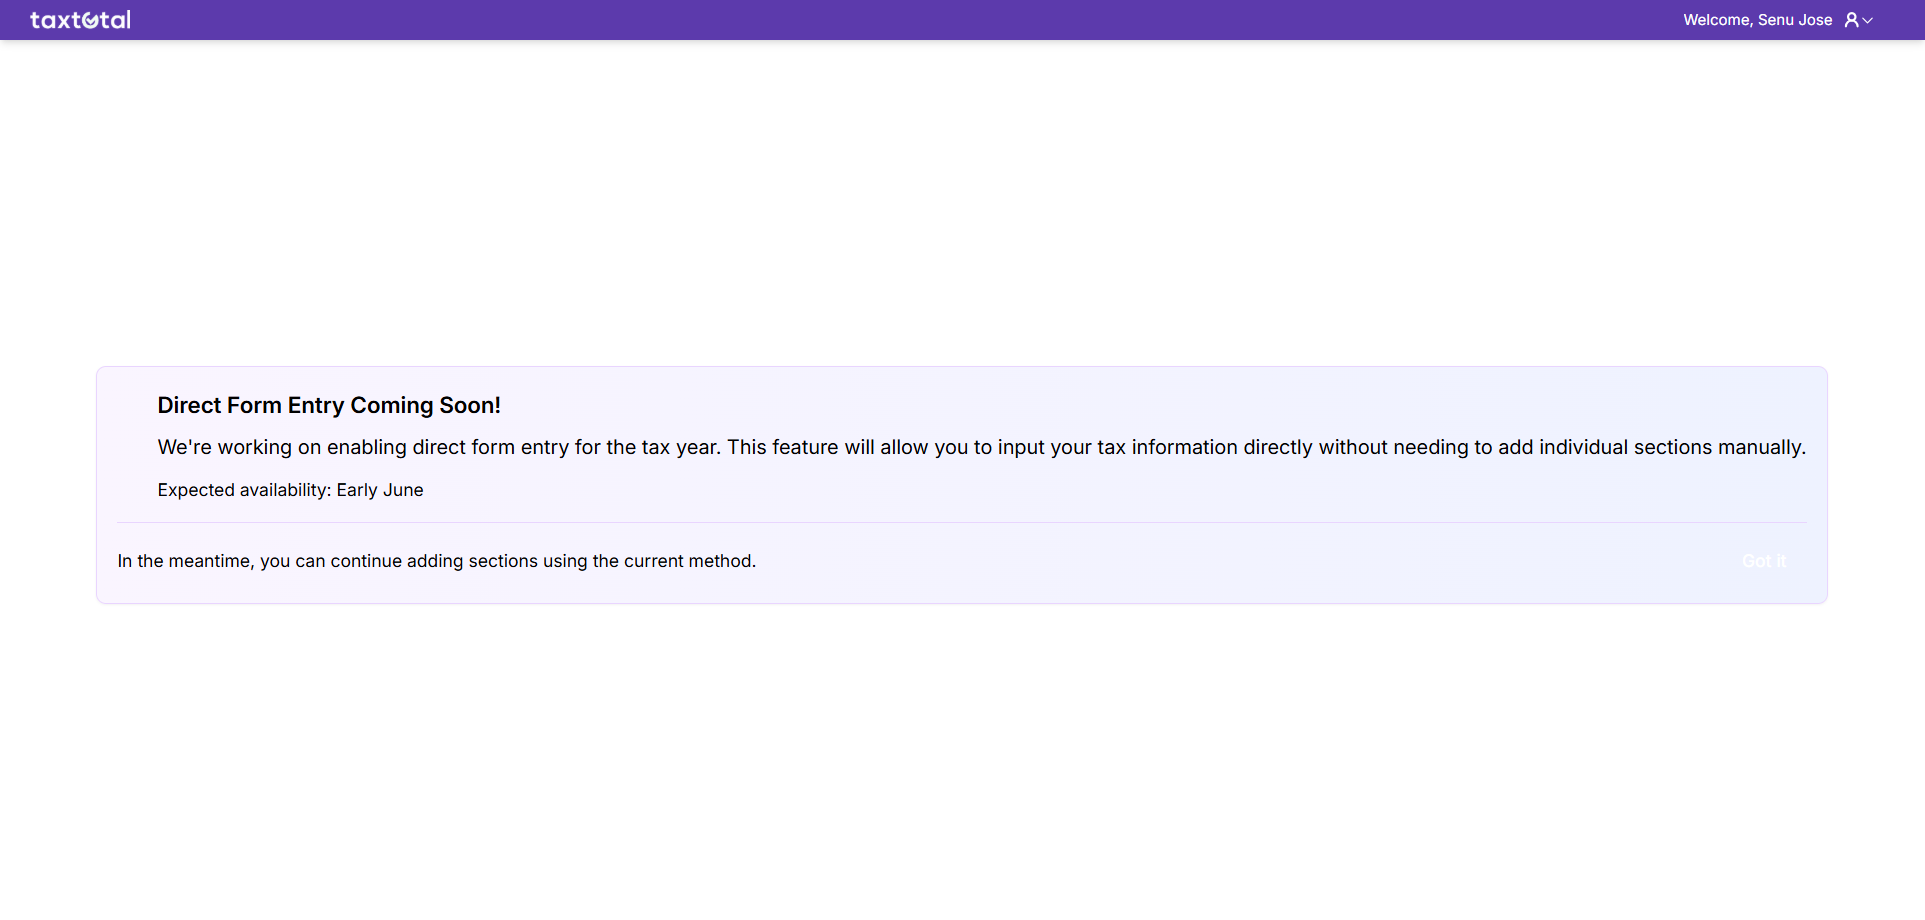 taxtotal
Welcome, Senu Jose
Direct Form Entry Coming Soon!
We're working on enabling direct form entry for the tax year. This feature will allow you to input your tax information directly without needing to add individual sections manually.
Expected availability: Early June
In the meantime, you can continue adding sections using the current method.
Got it